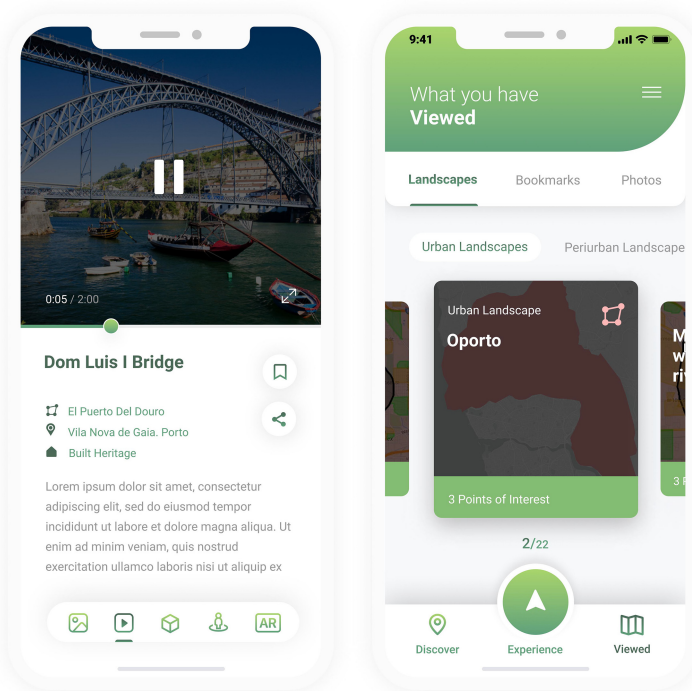 0:05 / 2:00
Dom Luis I Bridge
El Puerto Del Douro
Vila Nova de Gaia. Porto
Built Heritage
Lorem ipsum dolor sit amet, consectetur
adipiscing elit, sed do eiusmod tempor
incididunt ut labore et dolore magna aliqua. Ut
enim ad minim veniam, quis nostrud
exercitation ullamco laboris nisi ut aliquip ex
AR
9:41
What you have
Viewed
Landscapes Bookmarks Photos
Urban Landscapes Periurban Landscape
Urban Landscape
Oporto
3 Points of Interest
2/22
Discover Experience Viewed